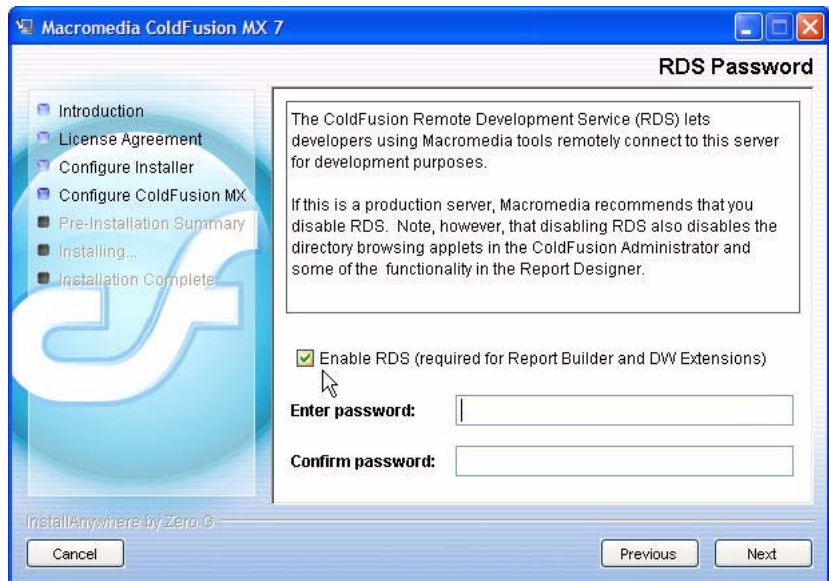 Macromedia ColdFusion MX 7
RDS Password
Introduction
License Agreement
Configure Installer
Configure ColdFusion MX
Pre-Installation Summary
Installing...
Installation Complete
The ColdFusion Remote Development Service (RDS) lets
developers using Macromedia tools remotely connect to this server
for development purposes.
If this is a production server, Macromedia recommends that you
disable RDS. Note, however, that disabling RDS also disables the
directory browsing applets in the ColdFusion Administrator and
some of the functionality in the Report Designer.
Enable RDS (required for Report Builder and DW Extensions)
Enter password:
Confirm password:
InstallAnywhere by Zero G
Cancel
Previous
Next
cf